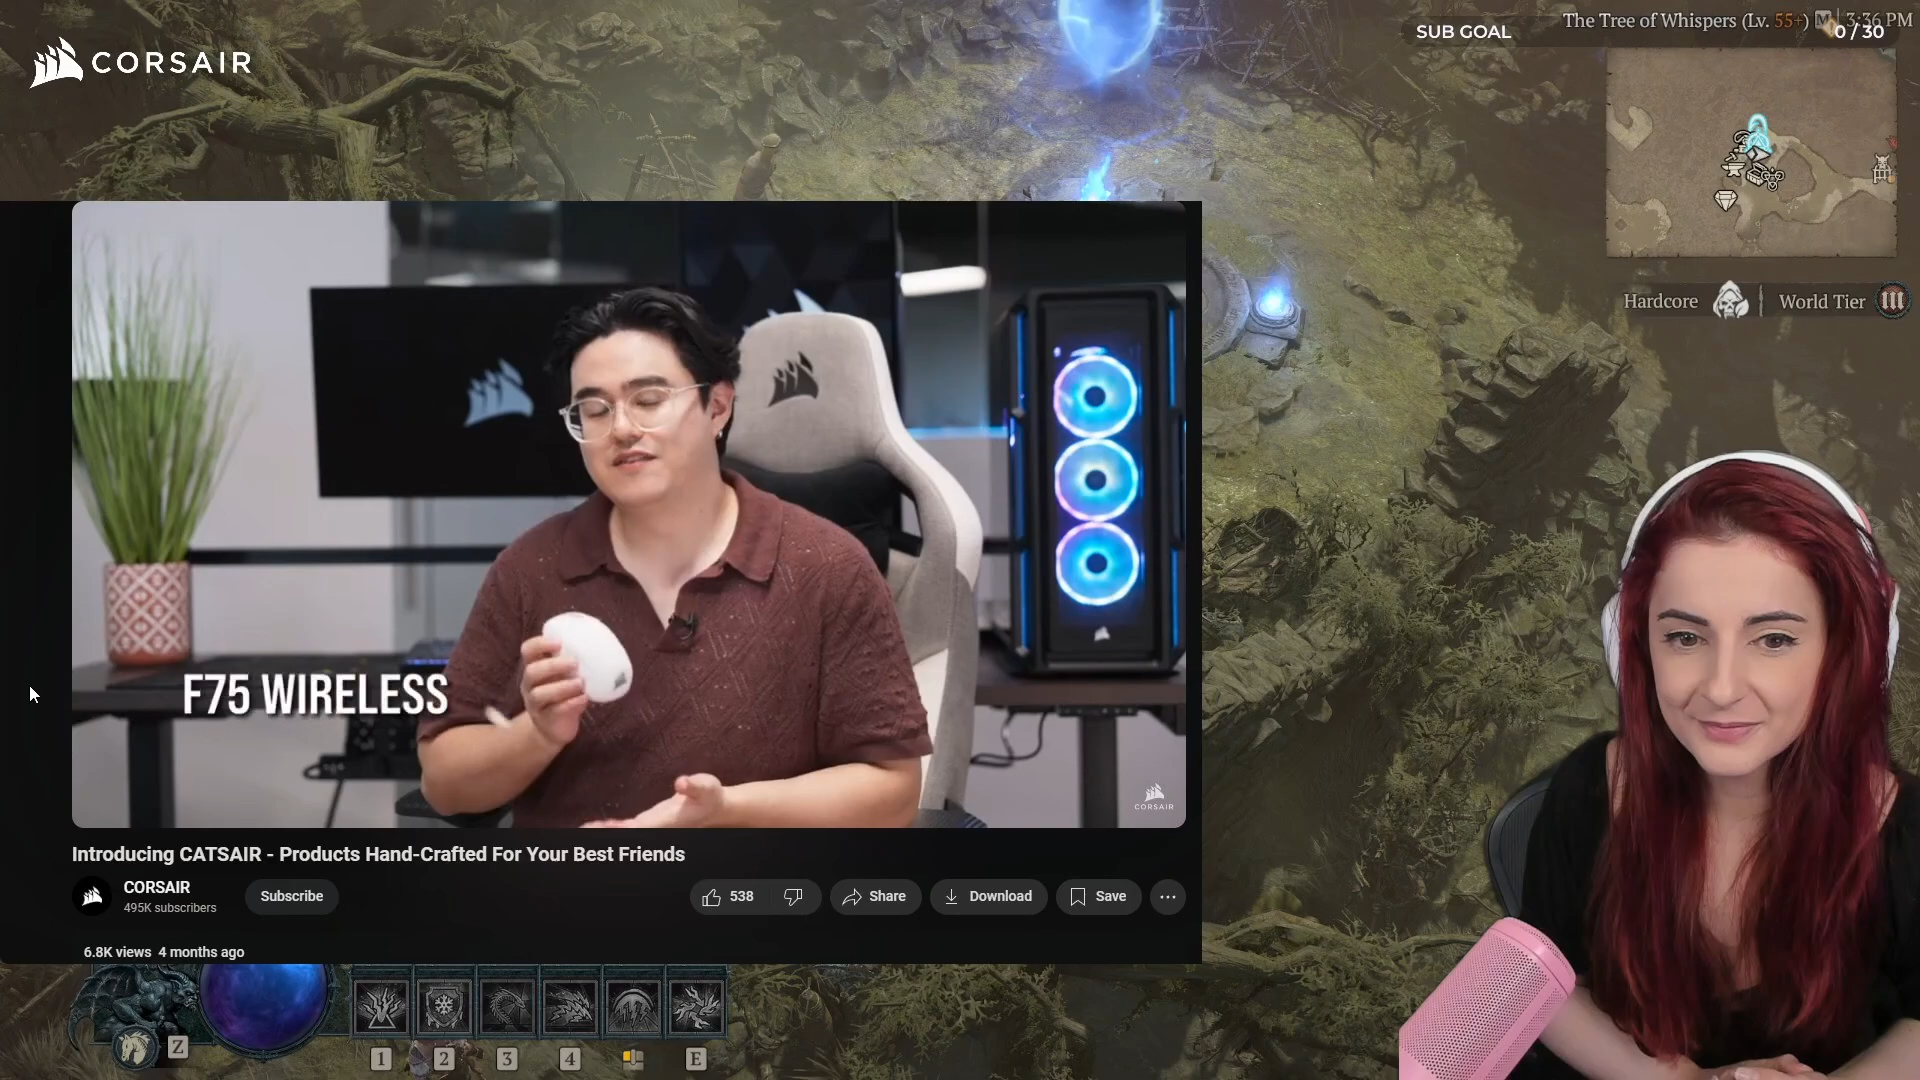 CORSAIR
SUB GOAL
The Tree of Whispers (Lv. 55+)
3:36 PM
0/30
Hardcore
World Tier III
F75 WIRELESS
CORSAIR
Introducing CATSAIR - Products Hand-Crafted For Your Best Friends
CORSAIR
495K subscribers
Subscribe
538
Share
Download
Save
6.8K views 4 months ago
Z
1
2
3
4
E